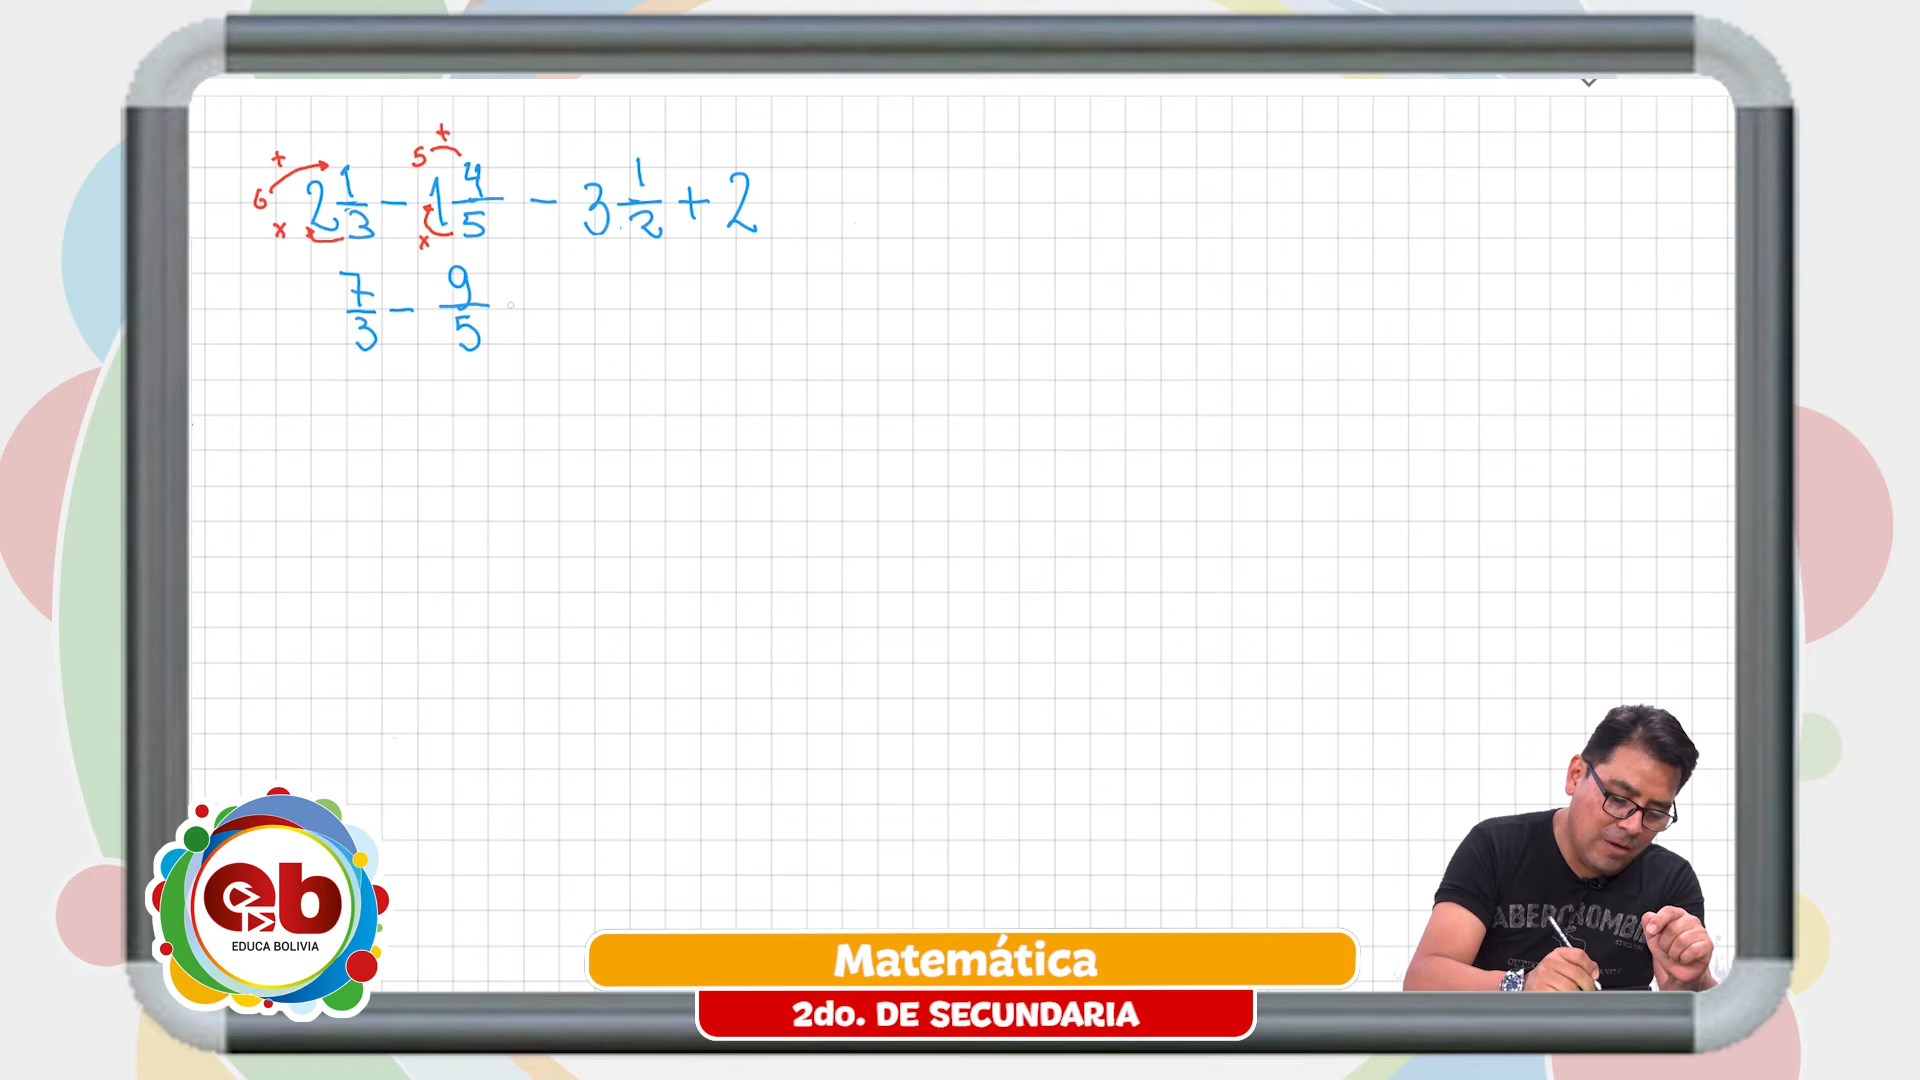 + 5 +
6 2 1/3 - 1 4/5 - 3 1/2 + 2
x x
7/3 - 9/5
ABERCROMBIE
eb
EDUCA BOLIVIA
Matemática
2do. DE SECUNDARIA